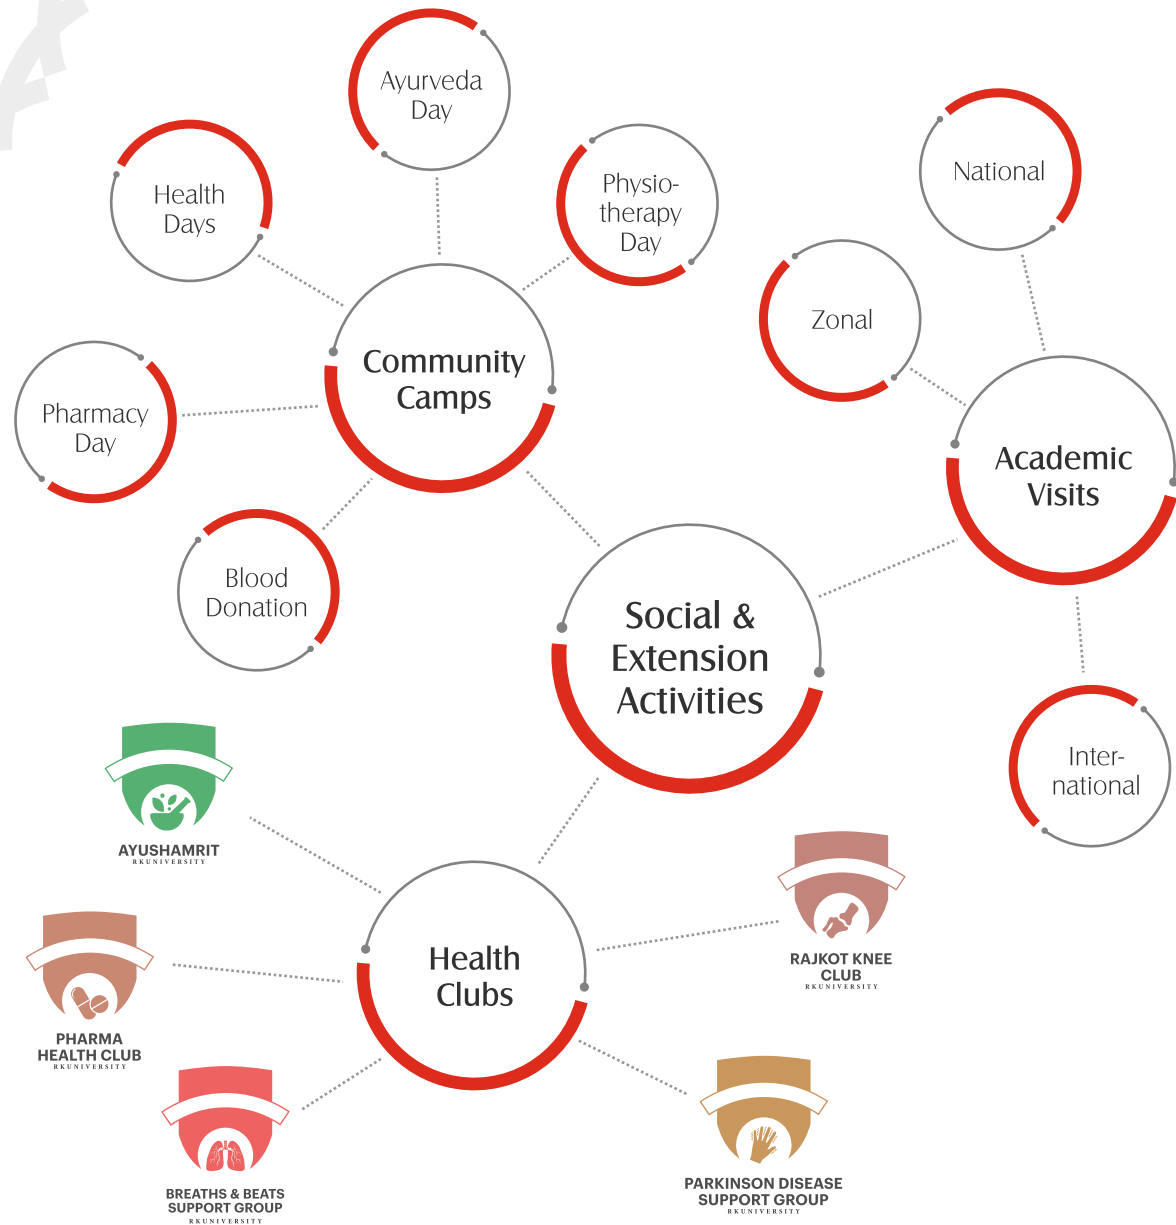 Ayurveda
Day
Health
Days
Physio-
therapy
Day
National
Zonal
Community
Camps
Pharmacy
Day
Academic
Visits
Blood
Donation
Social &
Extension
Activities
Inter-
national
AYUSHAMRIT
RKUNIVERSITY
Health
Clubs
RAJKOT KNEE
CLUB
RKUNIVERSITY
PHARMA
HEALTH CLUB
RKUNIVERSITY
BREATHS & BEATS
SUPPORT GROUP
RKUNIVERSITY
PARKINSON DISEASE
SUPPORT GROUP
RKUNIVERSITY